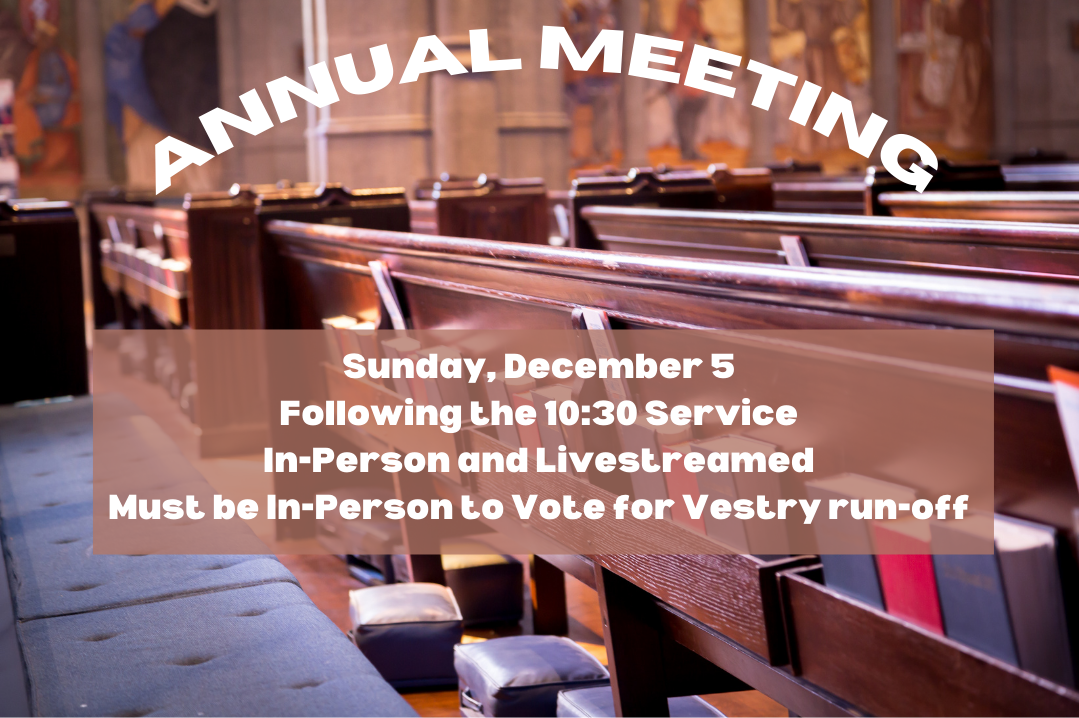 ANNUAL MEETING
Sunday, December 5
Following the 10:30 Service
In-Person and Livestreamed
Must be In-Person to Vote for Vestry run-off